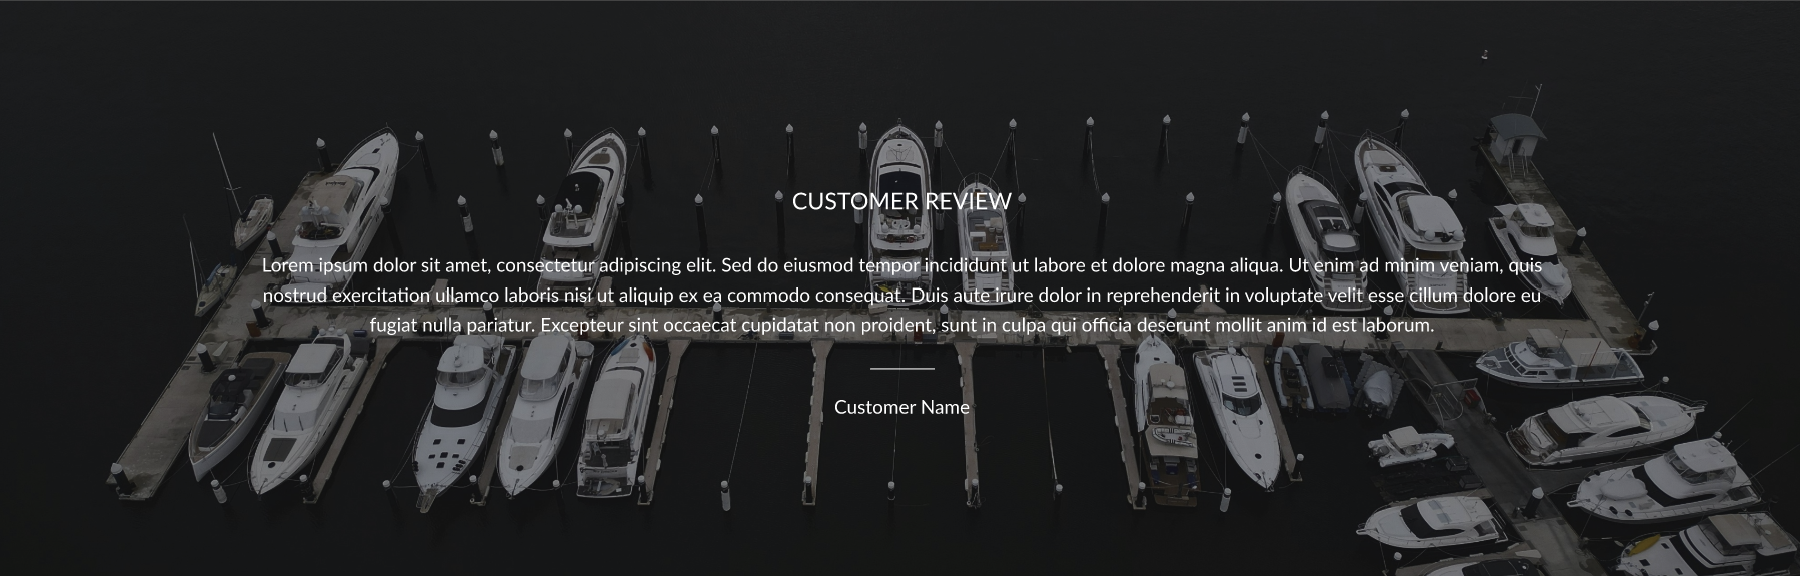 CUSTOMER REVIEW
Lorem ipsum dolor sit amet, consectetur adipiscing elit. Sed do eiusmod tempor incididunt ut labore et dolore magna aliqua. Ut enim ad minim veniam, quis
nostrud exercitation ullamco laboris nisi ut aliquip ex ea commodo consequat. Duis aute irure dolor in reprehenderit in voluptate velit esse cillum dolore eu
fugiat nulla pariatur. Excepteur sint occaecat cupidatat non proident, sunt in culpa qui officia deserunt mollit anim id est laborum.
Customer Name